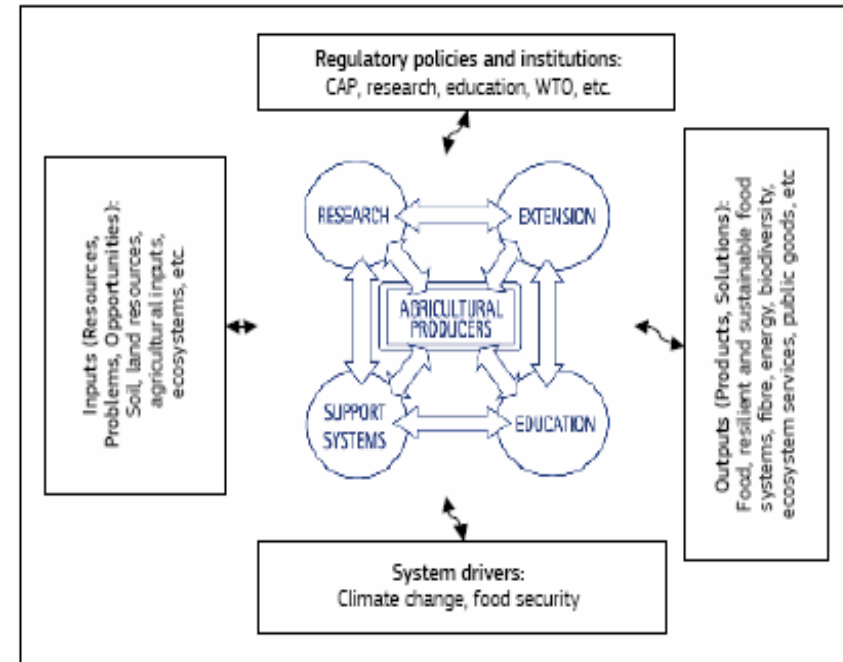 Regulatory policies and institutions:
CAP, research, education, WTO, etc.
Inputs (Resources,
Problems, Opportunities):
Soil, land resources,
agricultural inputs,
ecosystems, etc.
RESEARCH
EXTENSION
AGRICULTURAL
PRODUCERS
SUPPORT
SYSTEMS
EDUCATION
Outputs (Products, Solutions):
Food, resilient and sustainable food
systems, fibre, energy, biodiversity,
ecosystem services, public goods, etc
System drivers:
Climate change, food security